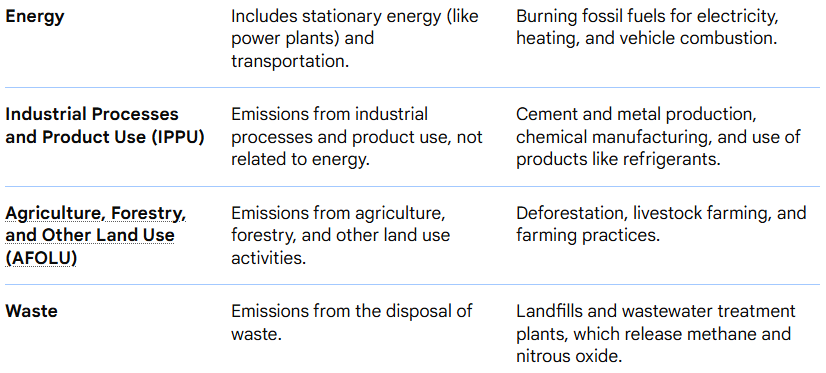 Energy
Includes stationary energy (like
power plants) and
transportation.
Burning fossil fuels for electricity,
heating, and vehicle combustion.
Industrial Processes
and Product Use (IPPU)
Emissions from industrial
processes and product use, not
related to energy.
Cement and metal production,
chemical manufacturing, and use of
products like refrigerants.
Agriculture, Forestry,
and Other Land Use
(AFOLU)
Emissions from agriculture,
forestry, and other land use
activities.
Deforestation, livestock farming, and
farming practices.
Waste
Emissions from the disposal of
waste.
Landfills and wastewater treatment
plants, which release methane and
nitrous oxide.